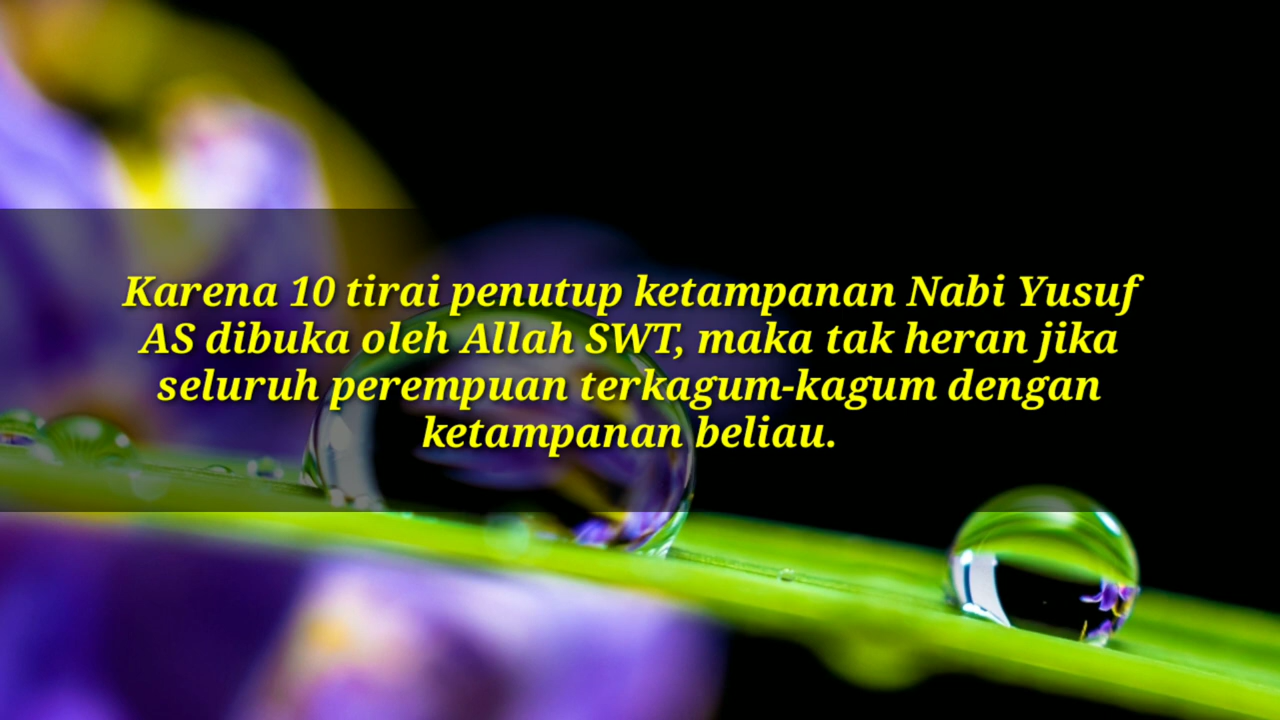 Karena 10 tirai penutup ketampanan Nabi Yusuf
AS dibuka oleh Allah SWT, maka tak heran jika
seluruh perempuan terkagum-kagum dengan
ketampanan beliau.